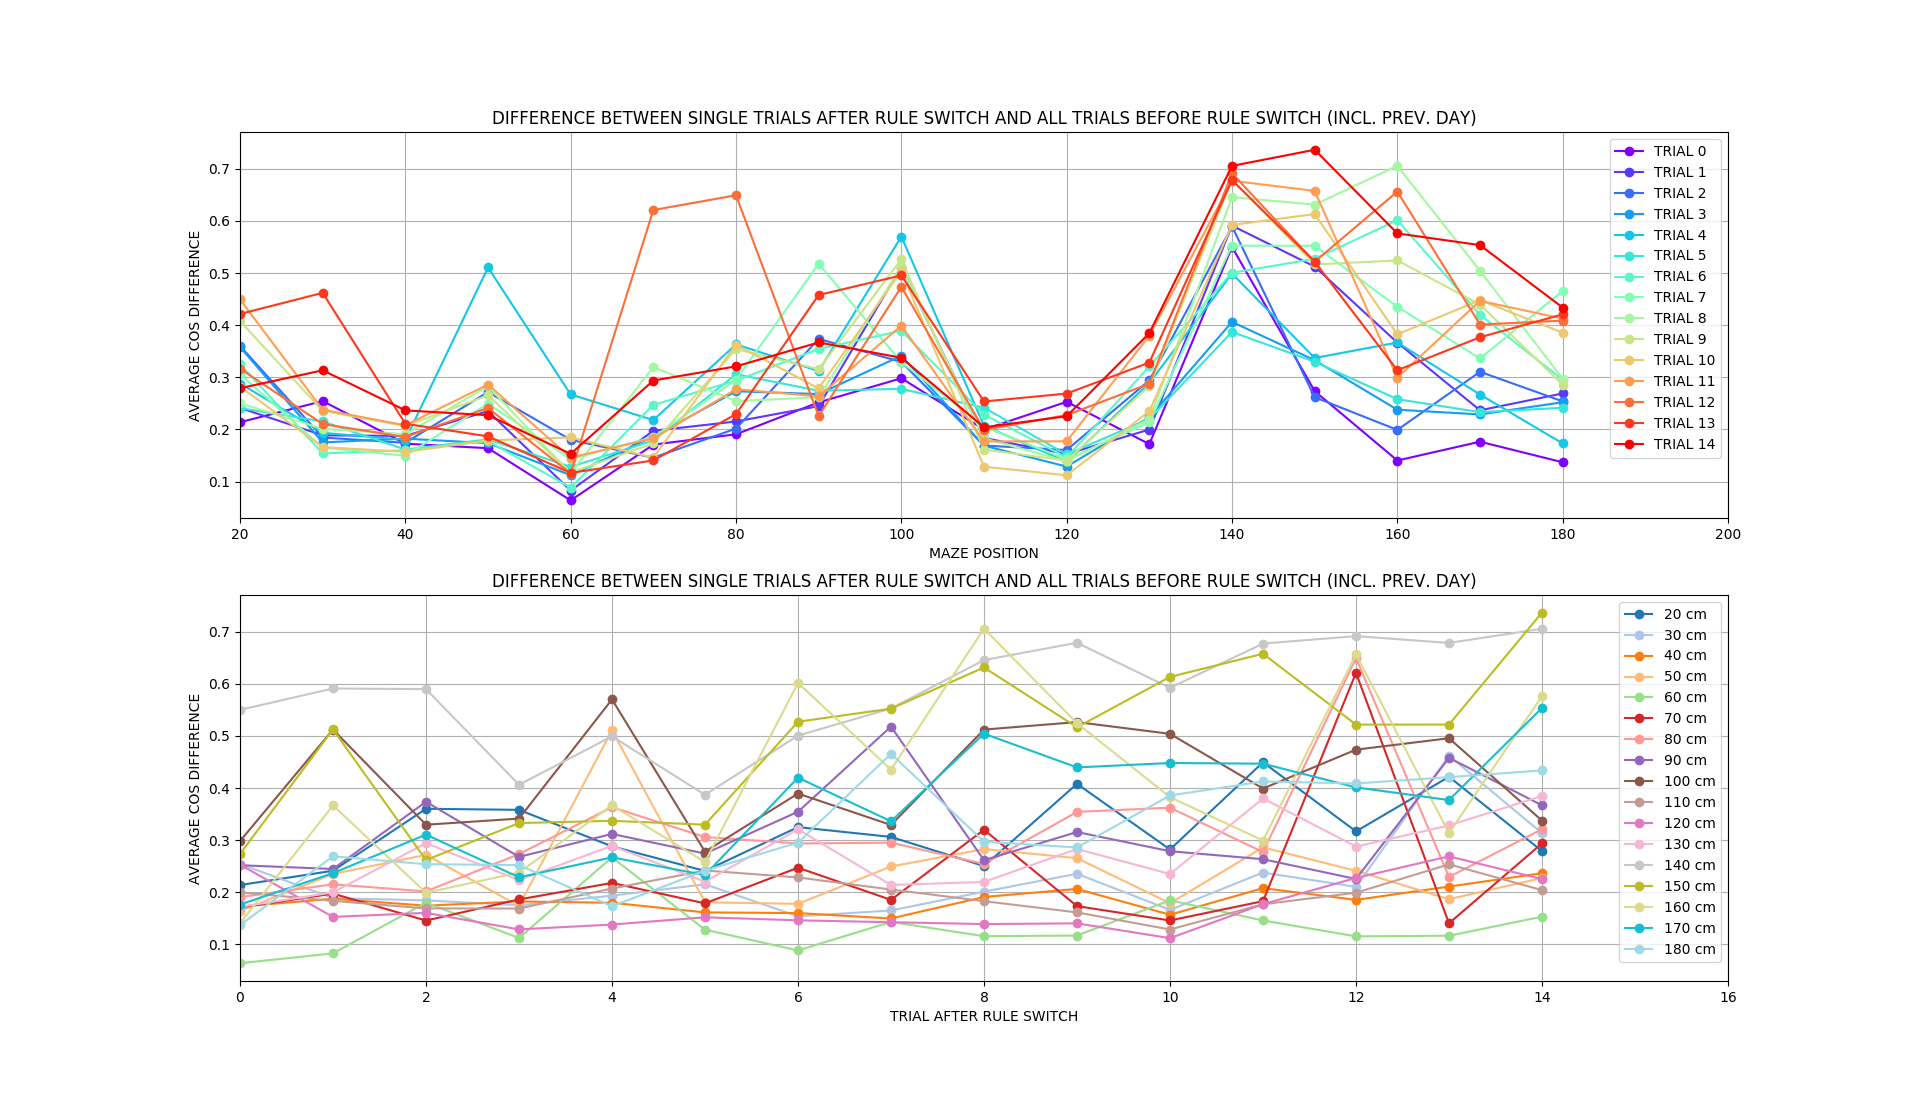 DIFFERENCE BETWEEN SINGLE TRIALS AFTER RULE SWITCH AND ALL TRIALS BEFORE RULE SWITCH (INCL. PREV. DAY)
AVERAGE COS DIFFERENCE
0.7
0.6
0.5
0.4
0.3
0.2
0.1
TRIAL 0
TRIAL 1
TRIAL 2
TRIAL 3
TRIAL 4
TRIAL 5
TRIAL 6
TRIAL 7
TRIAL 8
TRIAL 9
TRIAL 10
TRIAL 11
TRIAL 12
TRIAL 13
TRIAL 14
20 40 60 80 100 120 140 160 180 200
MAZE POSITION
DIFFERENCE BETWEEN SINGLE TRIALS AFTER RULE SWITCH AND ALL TRIALS BEFORE RULE SWITCH (INCL. PREV. DAY)
AVERAGE COS DIFFERENCE
0.7
0.6
0.5
0.4
0.3
0.2
0.1
20 cm
30 cm
40 cm
50 cm
60 cm
70 cm
80 cm
90 cm
100 cm
110 cm
120 cm
130 cm
140 cm
150 cm
160 cm
170 cm
180 cm
0 2 4 6 8 10 12 14 16
TRIAL AFTER RULE SWITCH